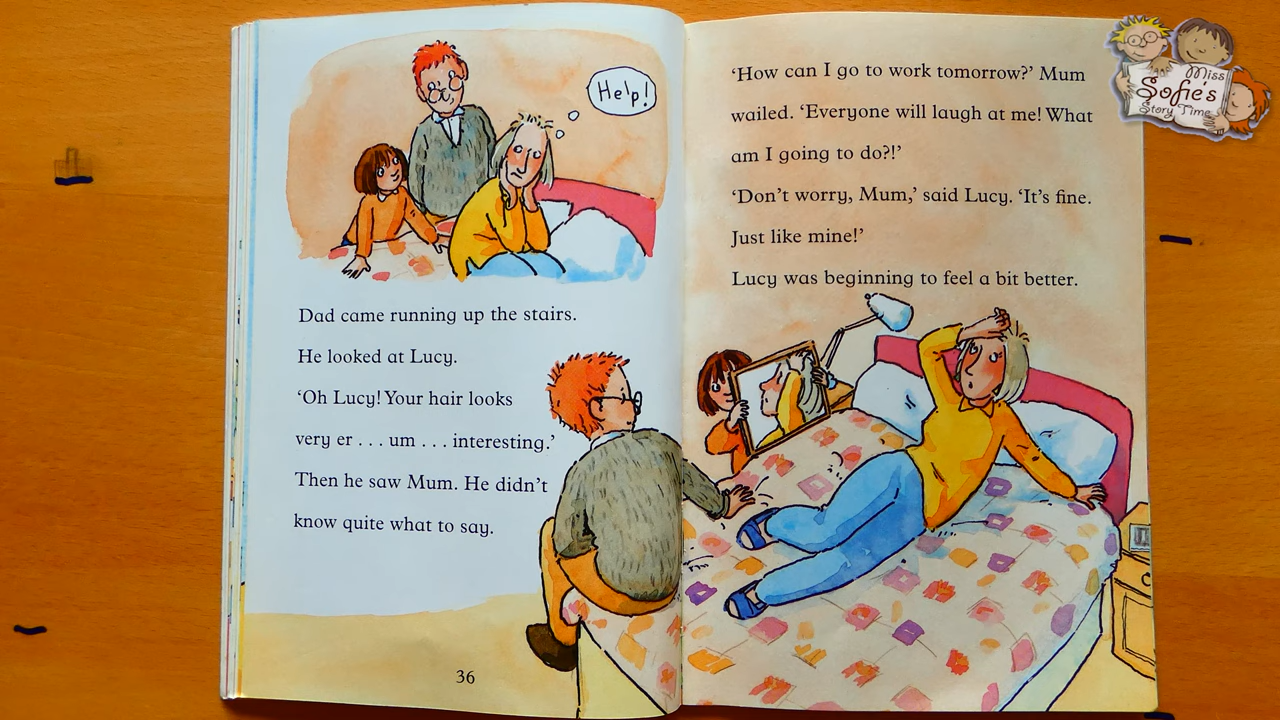 Help!
Dad came running up the stairs.
He looked at Lucy.
‘Oh Lucy! Your hair looks
very er . . . um . . . interesting.’
Then he saw Mum. He didn’t
know quite what to say.
36
‘How can I go to work tomorrow?’ Mum
wailed. ‘Everyone will laugh at me! What
am I going to do?!’
‘Don’t worry, Mum,’ said Lucy. ‘It’s fine.
Just like mine!’
Lucy was beginning to feel a bit better.
Miss
Sofie's
Story Time